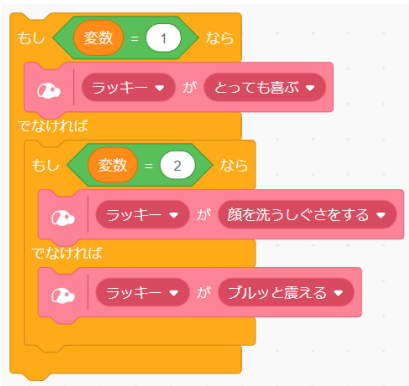 もし 変数 = 1 なら
ラッキー が とっても喜ぶ
でなければ
もし 変数 = 2 なら
ラッキー が 顔を洗うしぐさをする
でなければ
ラッキー が ブルッと震える